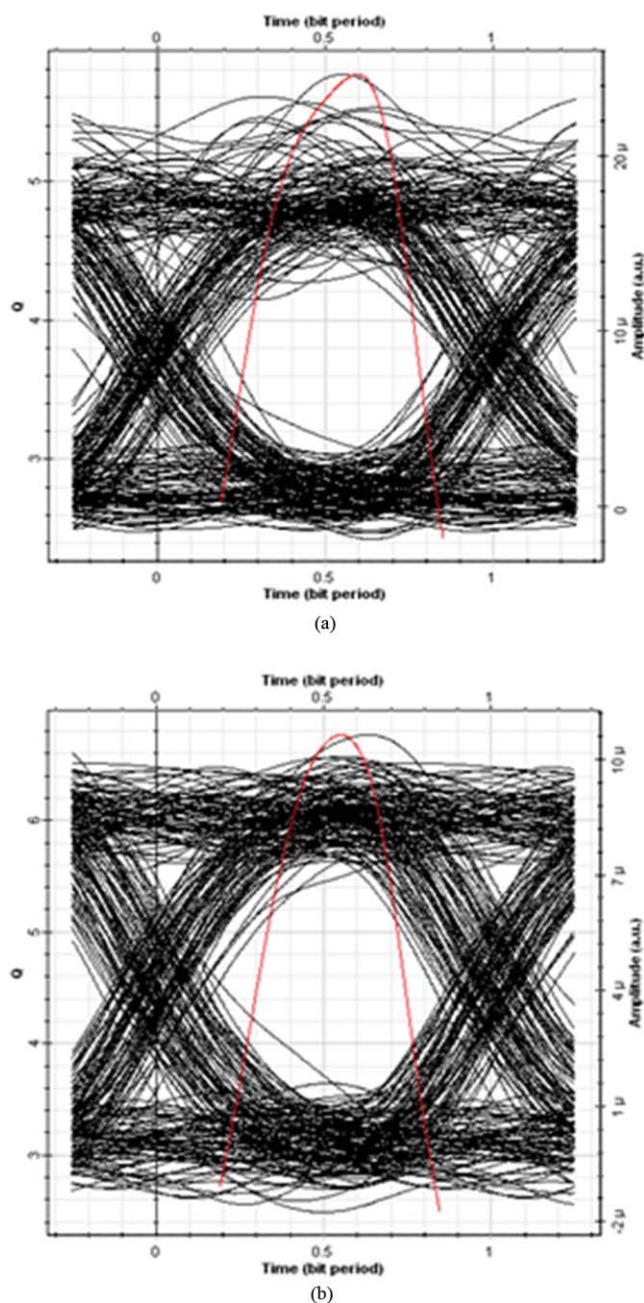 Time (bit period)
0 0.5 1
5
4
3
Q
20 µ
10 µ
0
Amplitude (a.u.)
0 0.5 1
Time (bit period)
(a)
Time (bit period)
0 0.5 1
6
5
4
3
Q
10 µ
7 µ
4 µ
1 µ
-2 µ
Amplitude (a.u.)
0 0.5 1
Time (bit period)
(b)